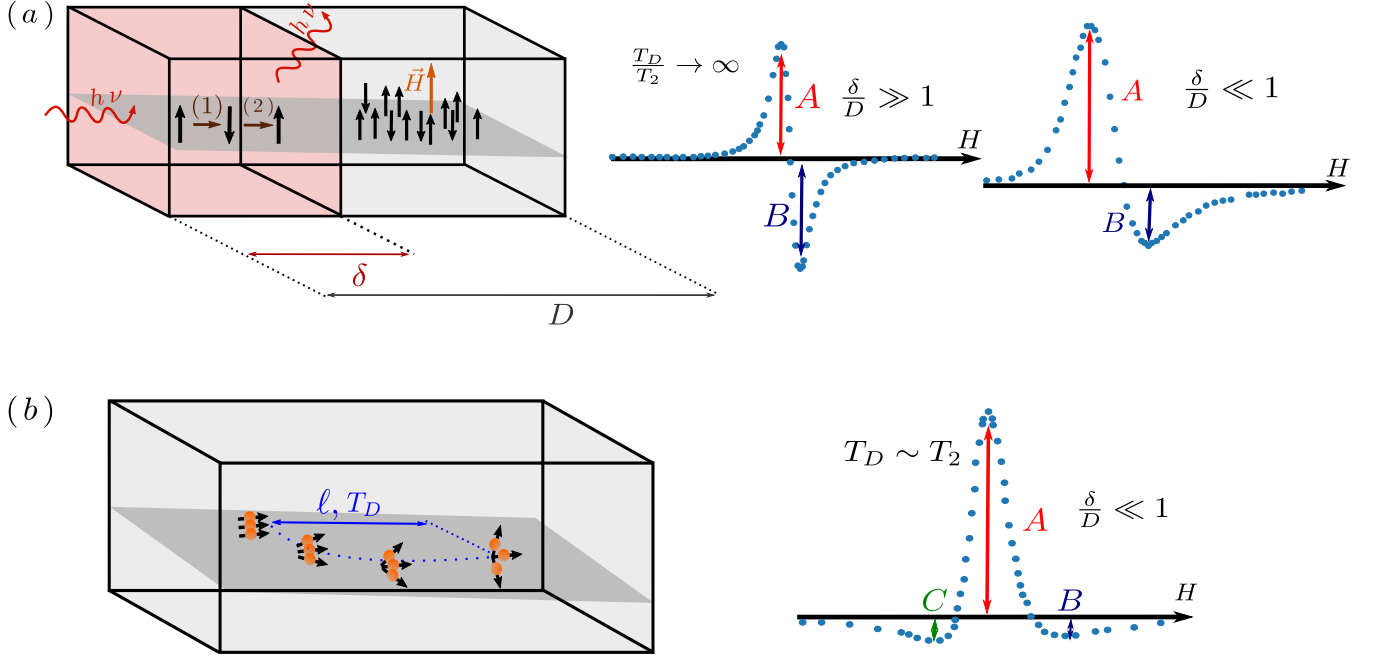 (a)
hν
hν
(1) (2)
H⃗
δ
D
T_D/T_2 → ∞
δ/D ≫ 1
A
B
H
δ/D ≪ 1
A
B
H
(b)
ℓ, T_D
T_D ∼ T_2
δ/D ≪ 1
A
C
B
H